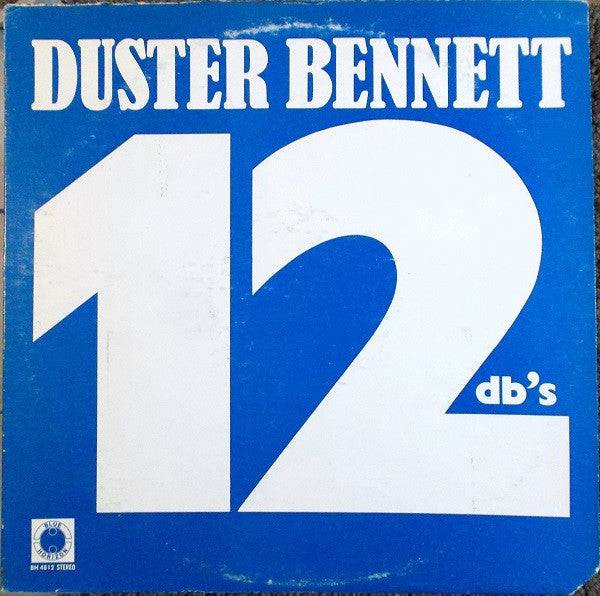 DUSTER BENNETT
12
db's
BLUE
HORIZON
BH 4812 STEREO